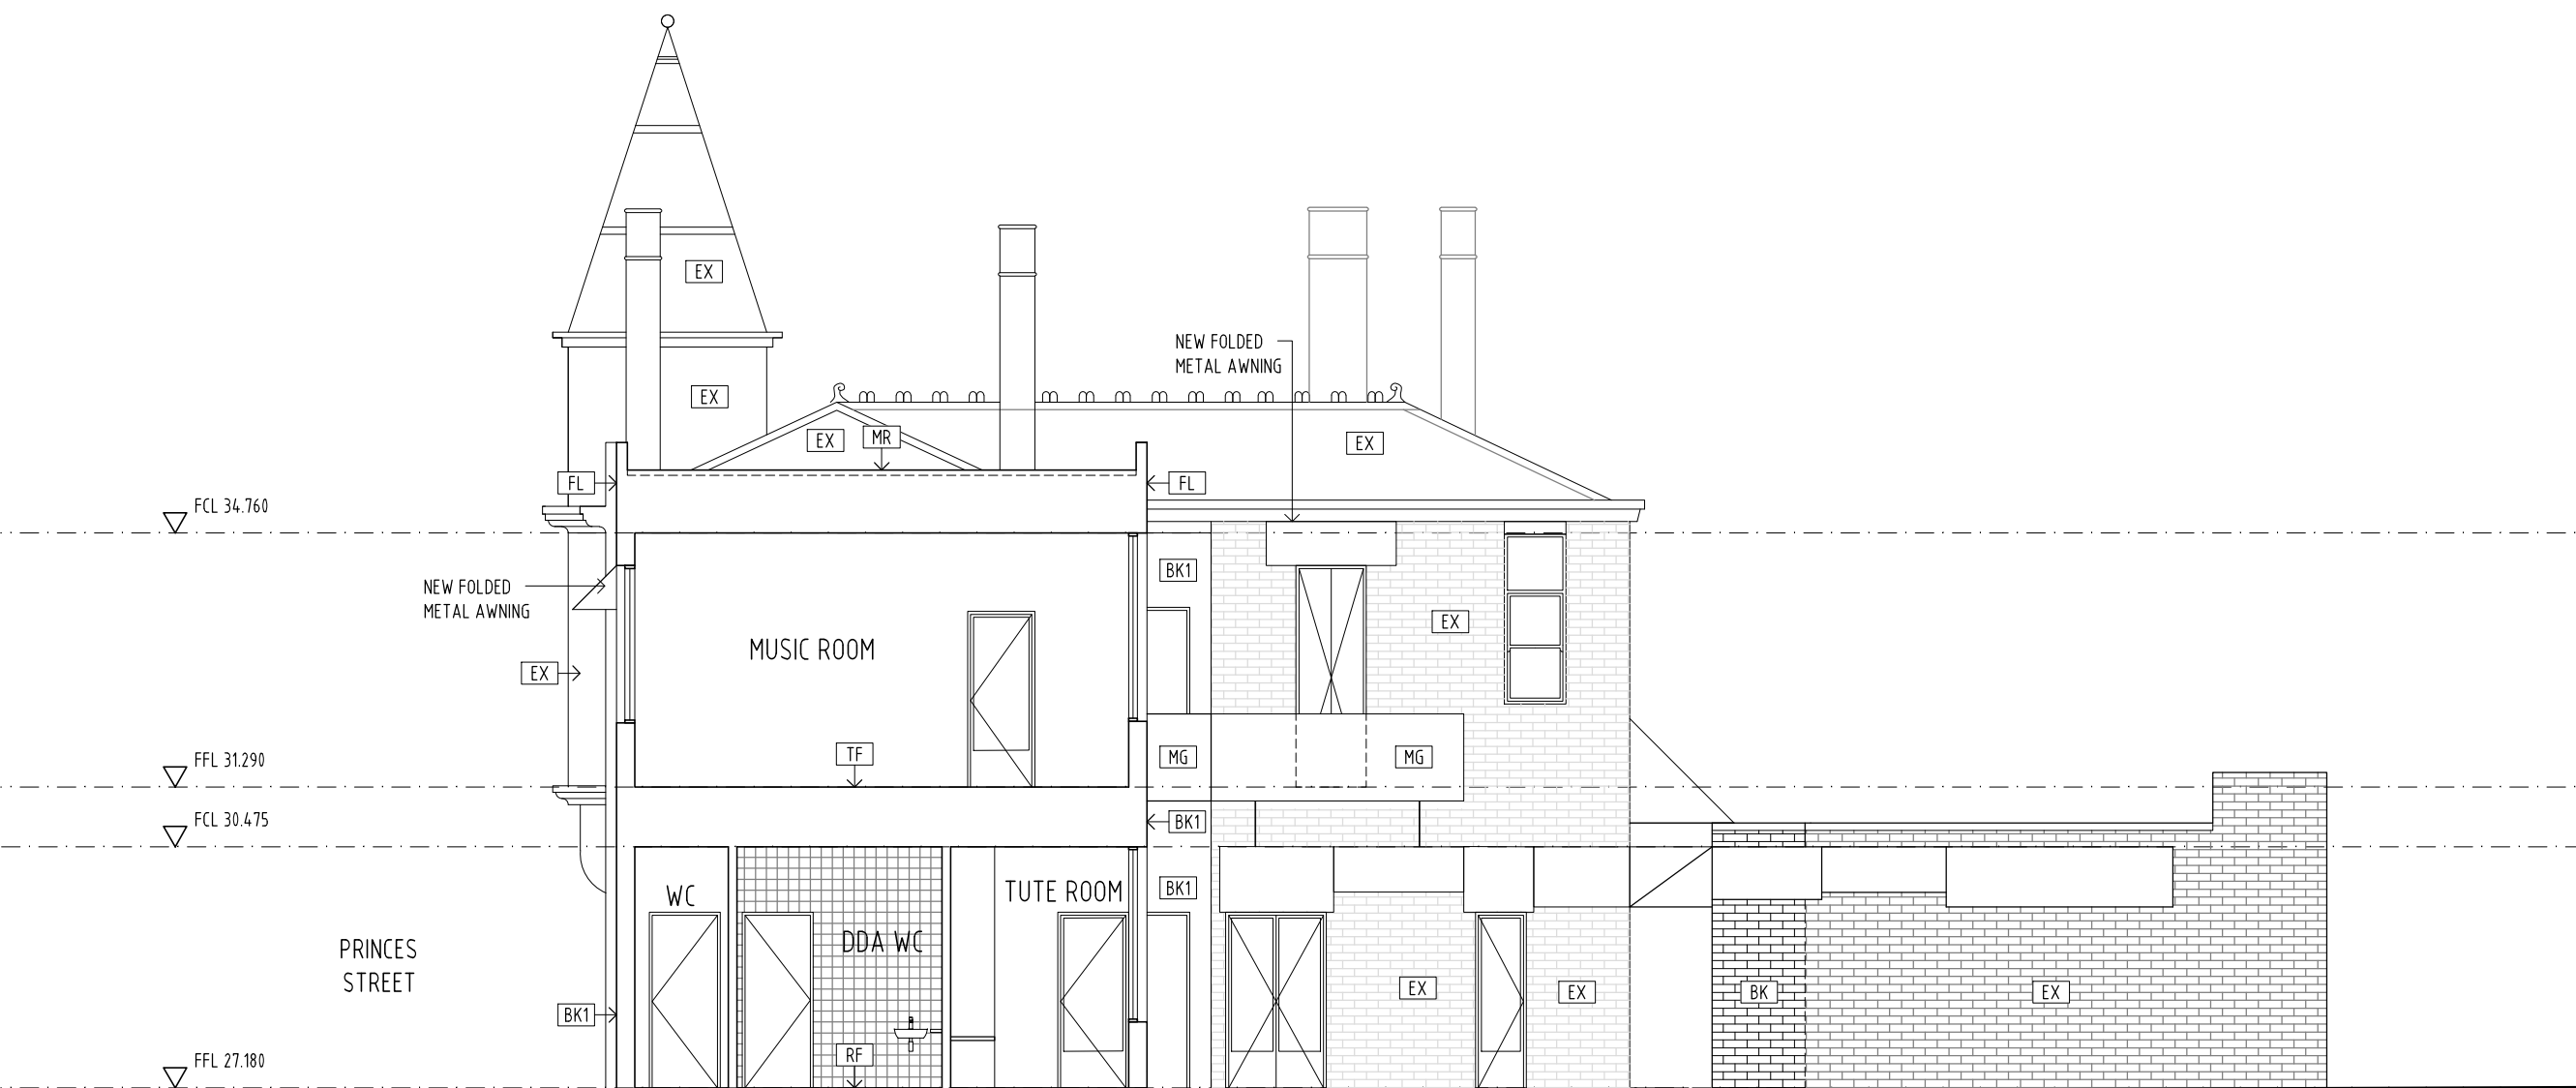 EX
NEW FOLDED
METAL AWNING
EX
EX
MR
EX
FL
FL
FCL 34.760
BK1
NEW FOLDED
METAL AWNING
EX
MUSIC ROOM
EX
TF
MG
MG
FFL 31.290
FCL 30.475
BK1
WC
TUTE ROOM
BK1
DDA WC
PRINCES
STREET
EX
EX
BK
EX
BK1
RF
FFL 27.180